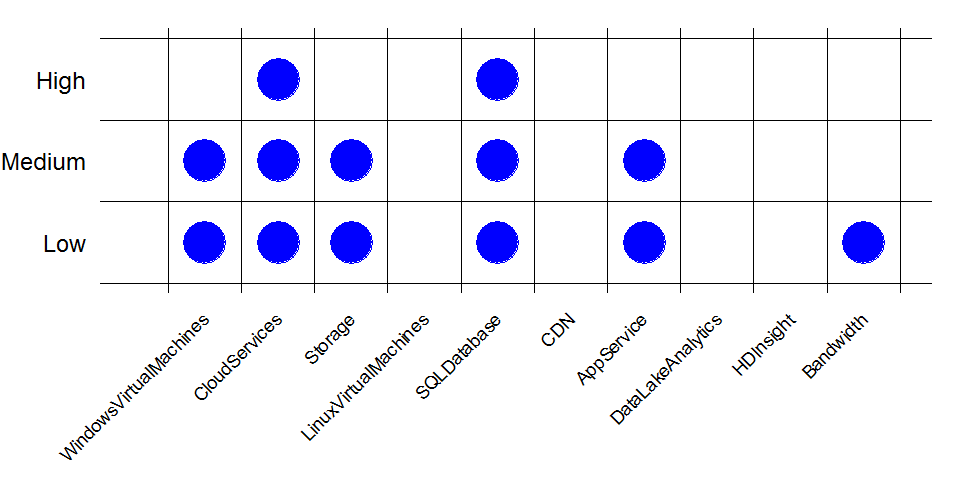 High
Medium
Low
WindowsVirtualMachines
CloudServices
Storage
LinuxVirtualMachines
SQLDatabase
CDN
AppService
DataLakeAnalytics
HDInsight
Bandwidth